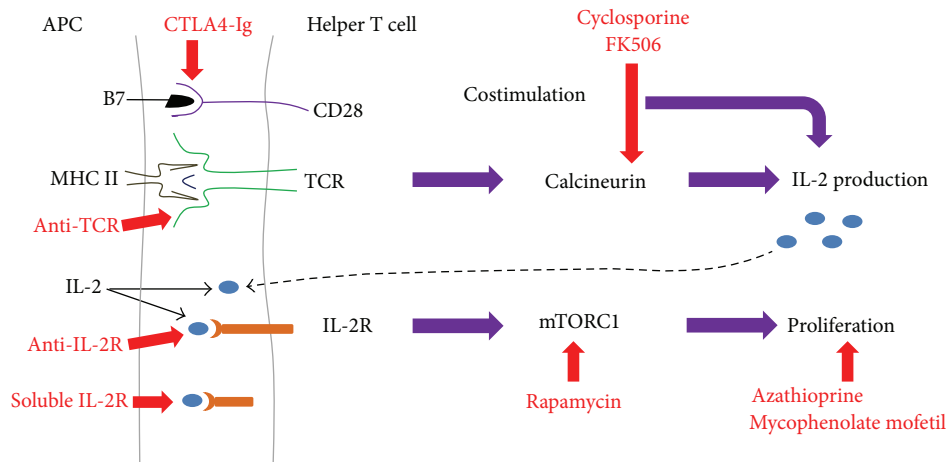 APC
CTLA4-Ig
Helper T cell
Cyclosporine
FK506
B7
CD28
Costimulation
MHC II
TCR
Calcineurin
IL-2 production
Anti-TCR
IL-2
IL-2R
mTORC1
Proliferation
Anti-IL-2R
Soluble IL-2R
Rapamycin
Azathioprine
Mycophenolate mofetil